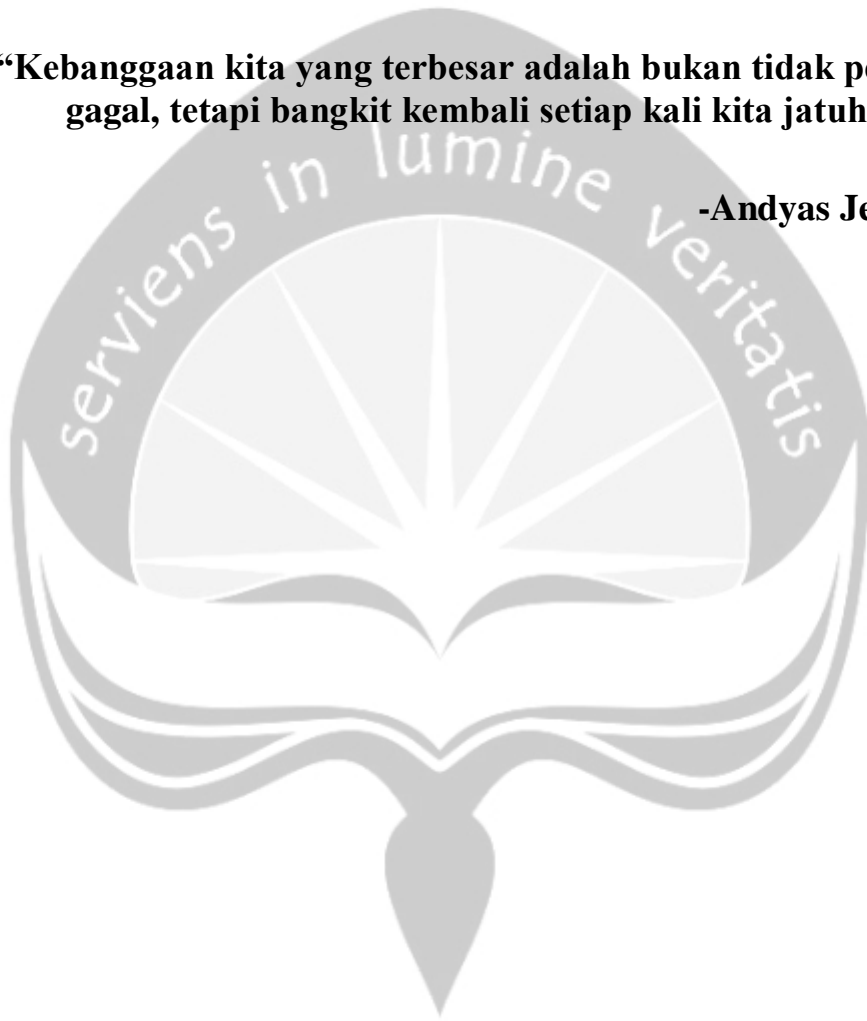 “Kebanggaan kita yang terbesar adalah bukan tidak
gagal, tetapi bangkit kembali setiap kali kita jatuh
-Andyas
serviens in lumine veritatis